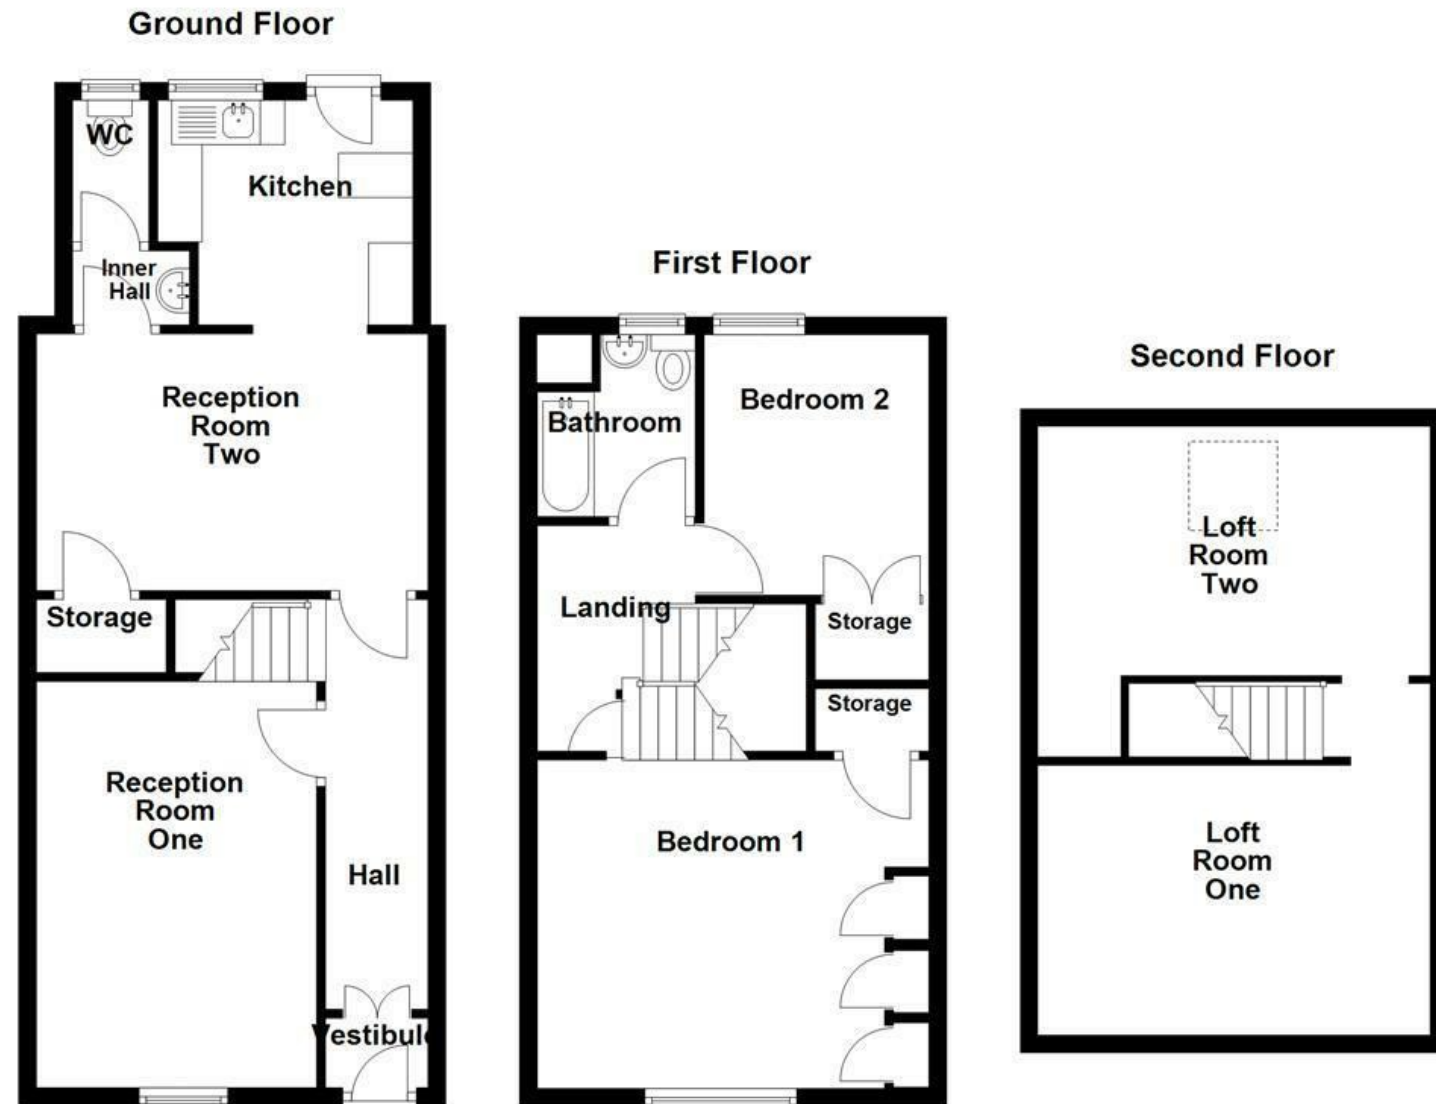 Ground Floor
WC
Kitchen
Inner
Hall
Reception
Room
Two
Storage
Reception
Room
One
Hall
Vestibule
First Floor
Bathroom
Bedroom 2
Landing
Storage
Storage
Bedroom 1
Second Floor
Loft
Room
Two
Loft
Room
One